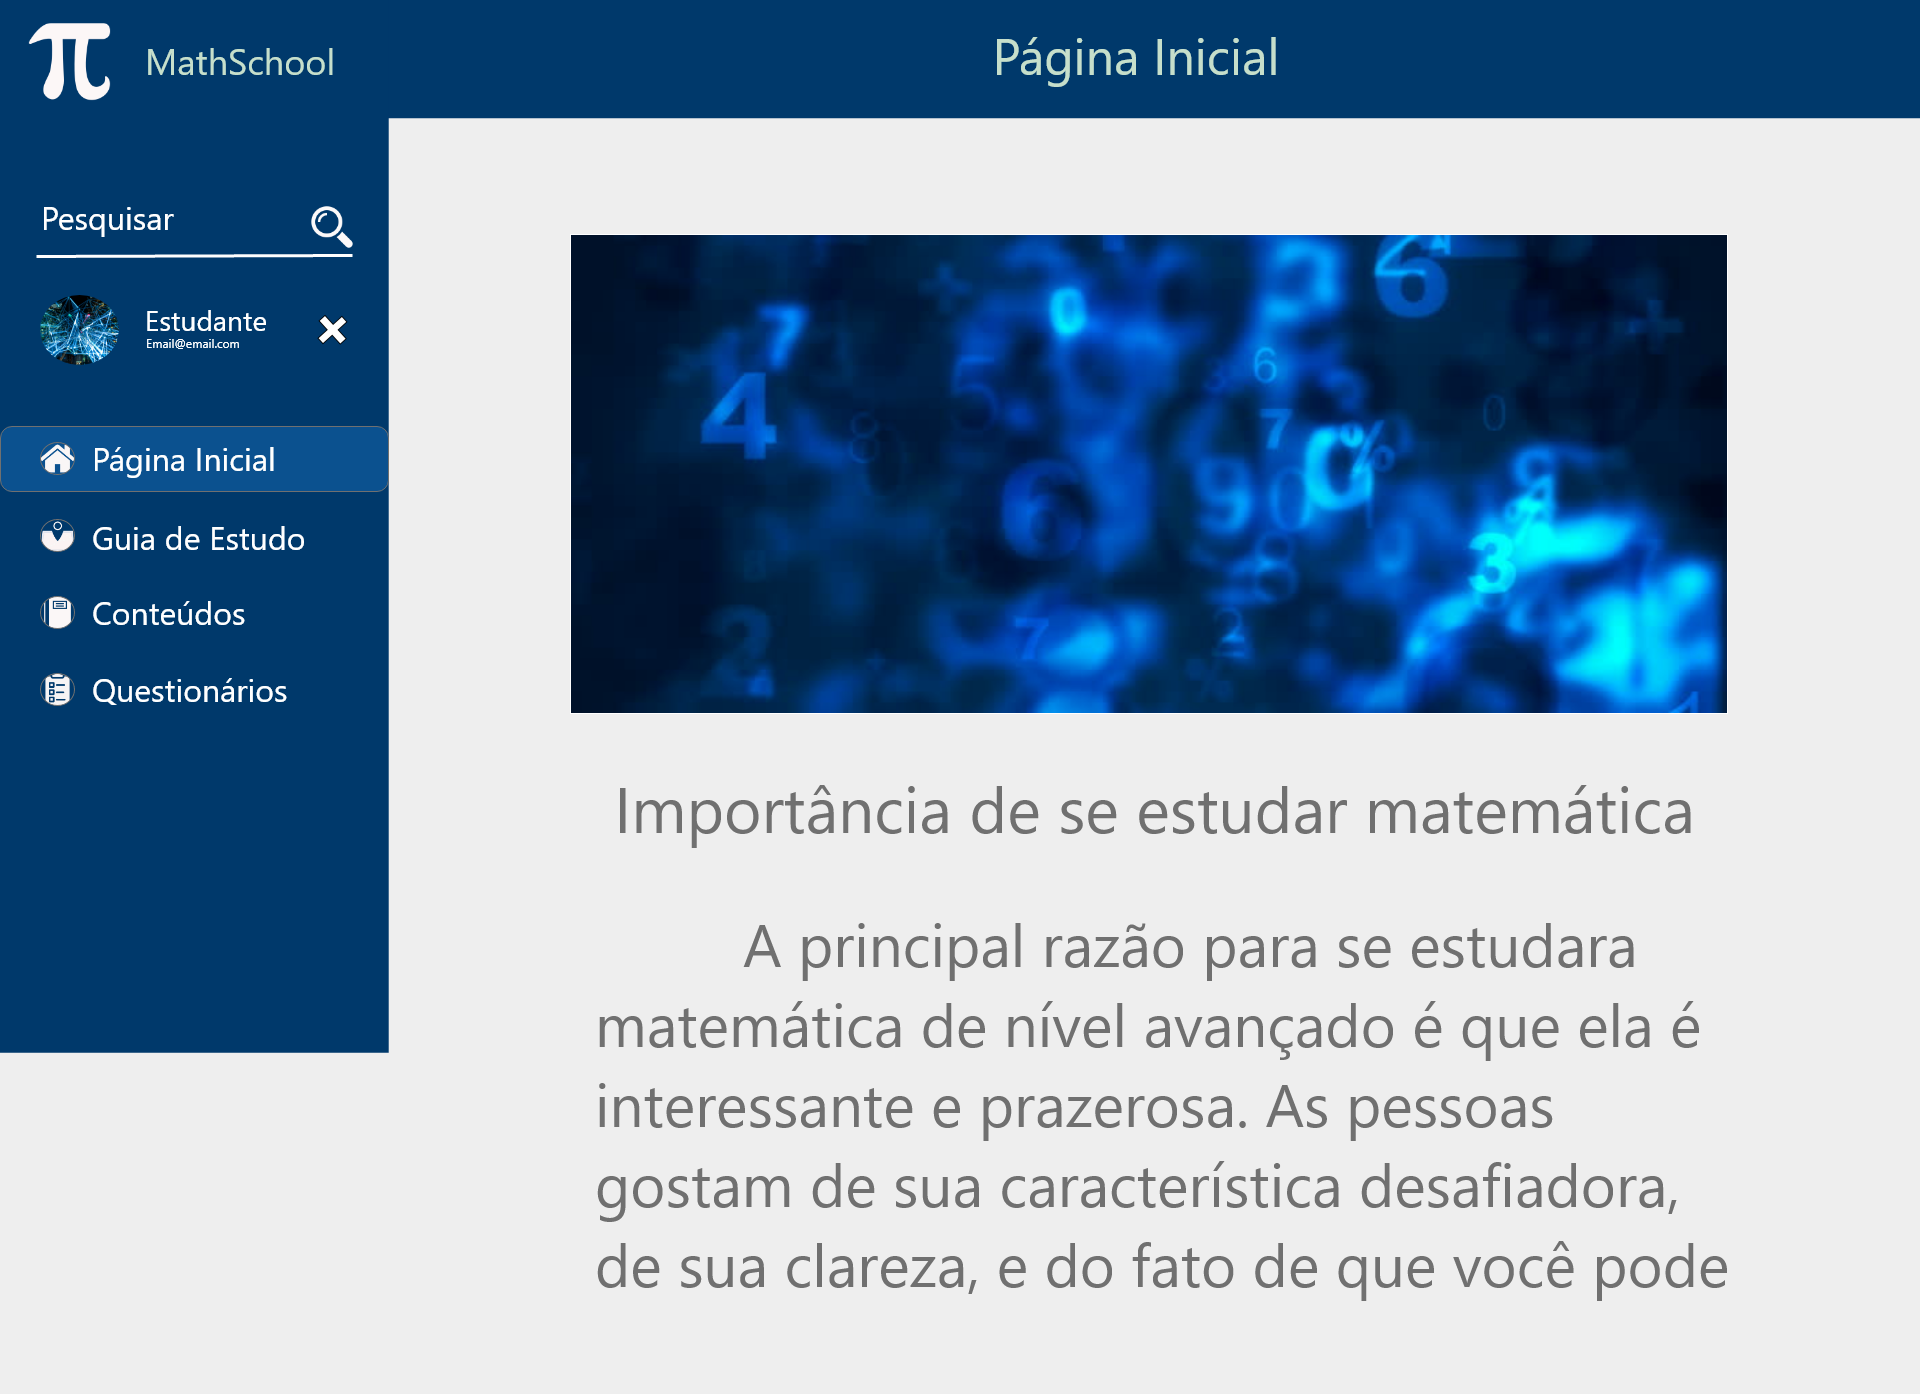 MathSchool
Página Inicial
Pesquisar
Estudante
Email@email.com
Página Inicial
Guia de Estudo
Conteúdos
Questionários
Importância de se estudar matemática
A principal razão para se estudara
matemática de nível avançado é que ela é
interessante e prazerosa. As pessoas
gostam de sua característica desafiadora,
de sua clareza, e do fato de que você pode